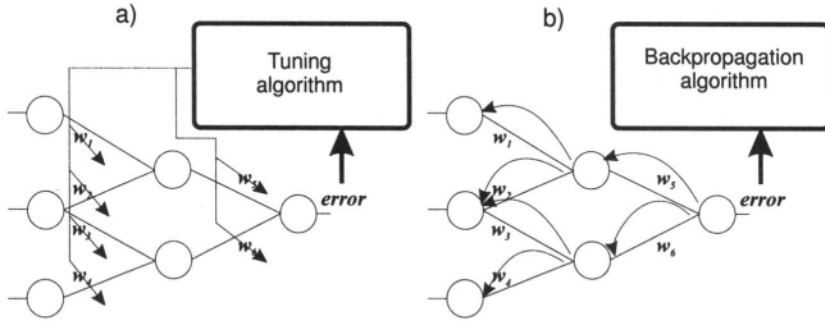 a)
Tuning
algorithm
w1
w2
w3
w4
w5
w6
error
b)
Backpropagation
algorithm
w1
w2
w3
w4
w5
w6
error